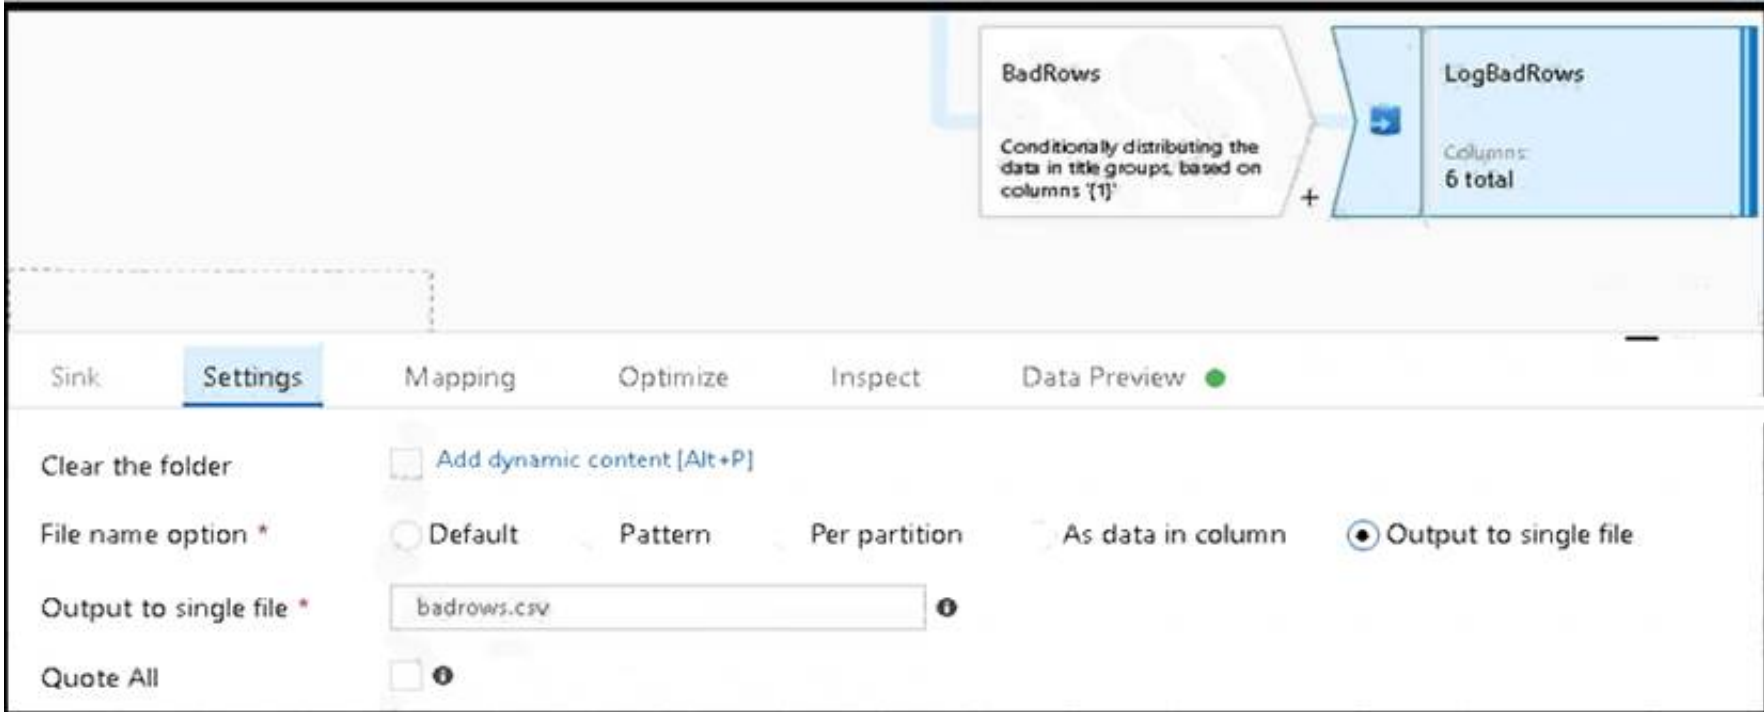 BadRows
Conditionally distributing the
data in title groups, based on
columns '{1}'
+
LogBadRows
Columns:
6 total
Sink
Settings
Mapping
Optimize
Inspect
Data Preview
Clear the folder
Add dynamic content [Alt+P]
File name option *
Default
Pattern
Per partition
As data in column
Output to single file
Output to single file *
badrows.csv
Quote All